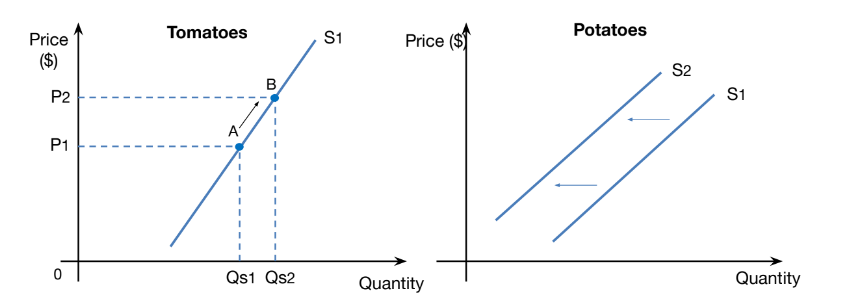 Tomatoes
Price
($)
S1
P2
B
A
P1
0
Qs1 Qs2
Quantity
Potatoes
Price ($)
S2
S1
Quantity